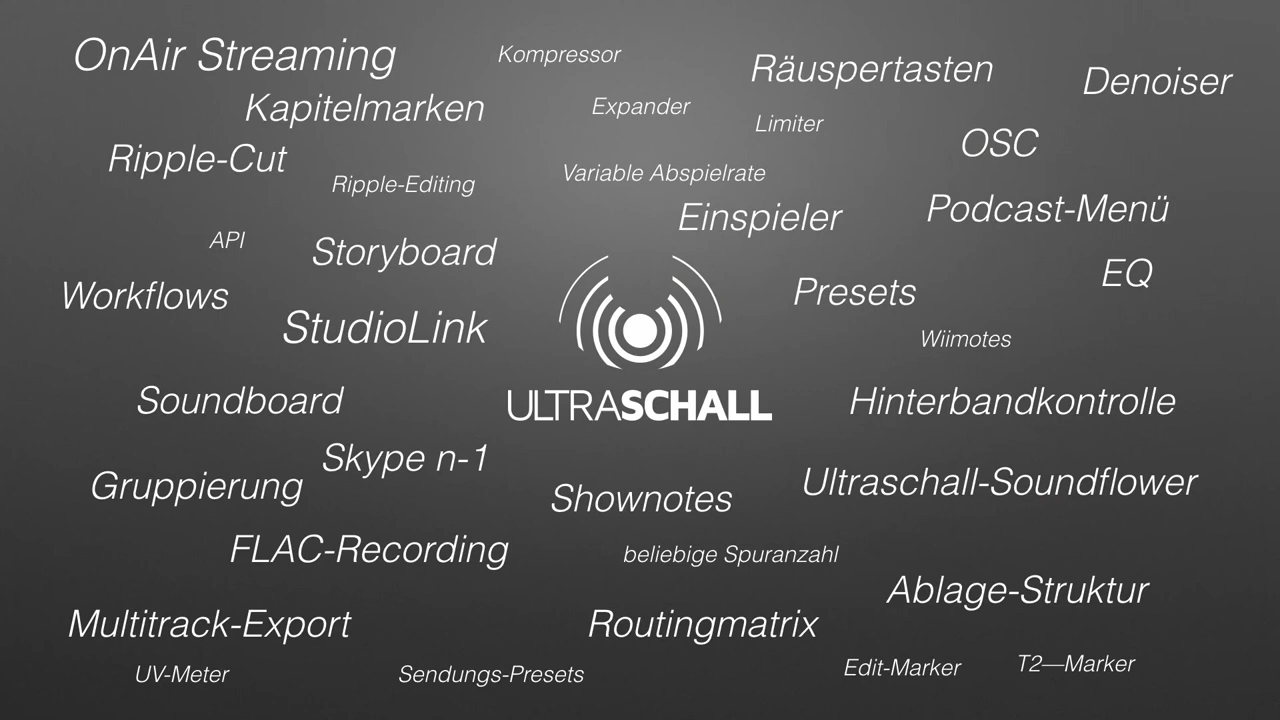 OnAir Streaming
Kompressor
Räuspertasten
Denoiser
Kapitelmarken
Expander
Limiter
OSC
Ripple-Cut
Ripple-Editing
Variable Abspielrate
Einspieler
Podcast-Menü
API
Storyboard
EQ
Workflows
Presets
StudioLink
Wiimotes
Soundboard
ULTRASCHALL
Hinterbandkontrolle
Skype n-1
Gruppierung
Shownotes
Ultraschall-Soundflower
FLAC-Recording
beliebige Spuranzahl
Ablage-Struktur
Multitrack-Export
Routingmatrix
UV-Meter
Sendungs-Presets
Edit-Marker
T2—Marker